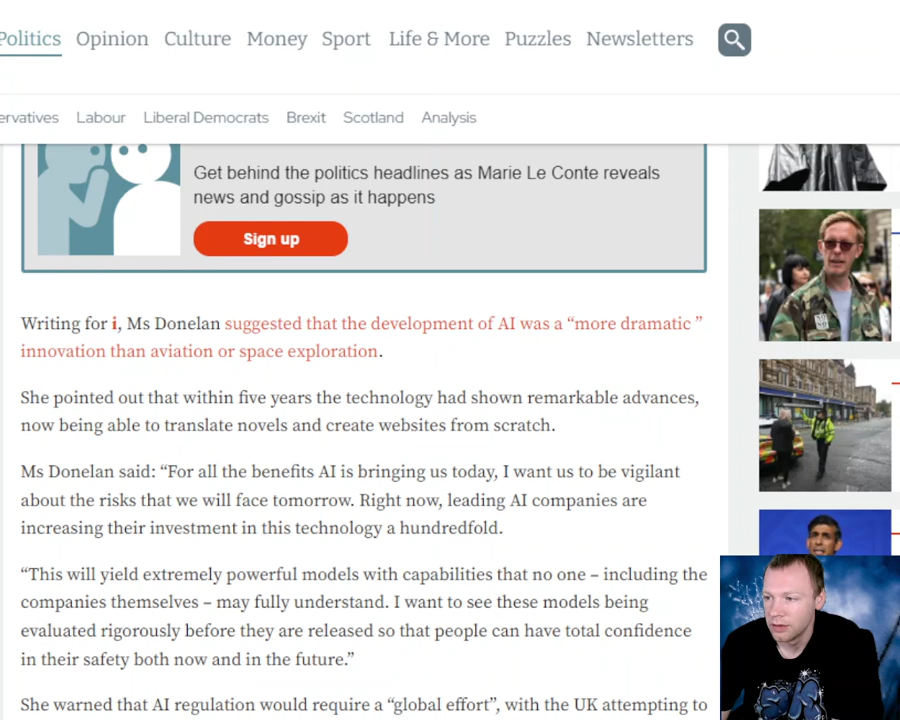 Politics Opinion Culture Money Sport Life & More Puzzles Newsletters
ervatives Labour Liberal Democrats Brexit Scotland Analysis
Get behind the politics headlines as Marie Le Conte reveals
news and gossip as it happens
Sign up
Writing for i, Ms Donelan suggested that the development of AI was a “more dramatic ”
innovation than aviation or space exploration.
She pointed out that within five years the technology had shown remarkable advances,
now being able to translate novels and create websites from scratch.
Ms Donelan said: “For all the benefits AI is bringing us today, I want us to be vigilant
about the risks that we will face tomorrow. Right now, leading AI companies are
increasing their investment in this technology a hundredfold.
“This will yield extremely powerful models with capabilities that no one – including the
companies themselves – may fully understand. I want to see these models being
evaluated rigorously before they are released so that people can have total confidence
in their safety both now and in the future.”
She warned that AI regulation would require a “global effort”, with the UK attempting to